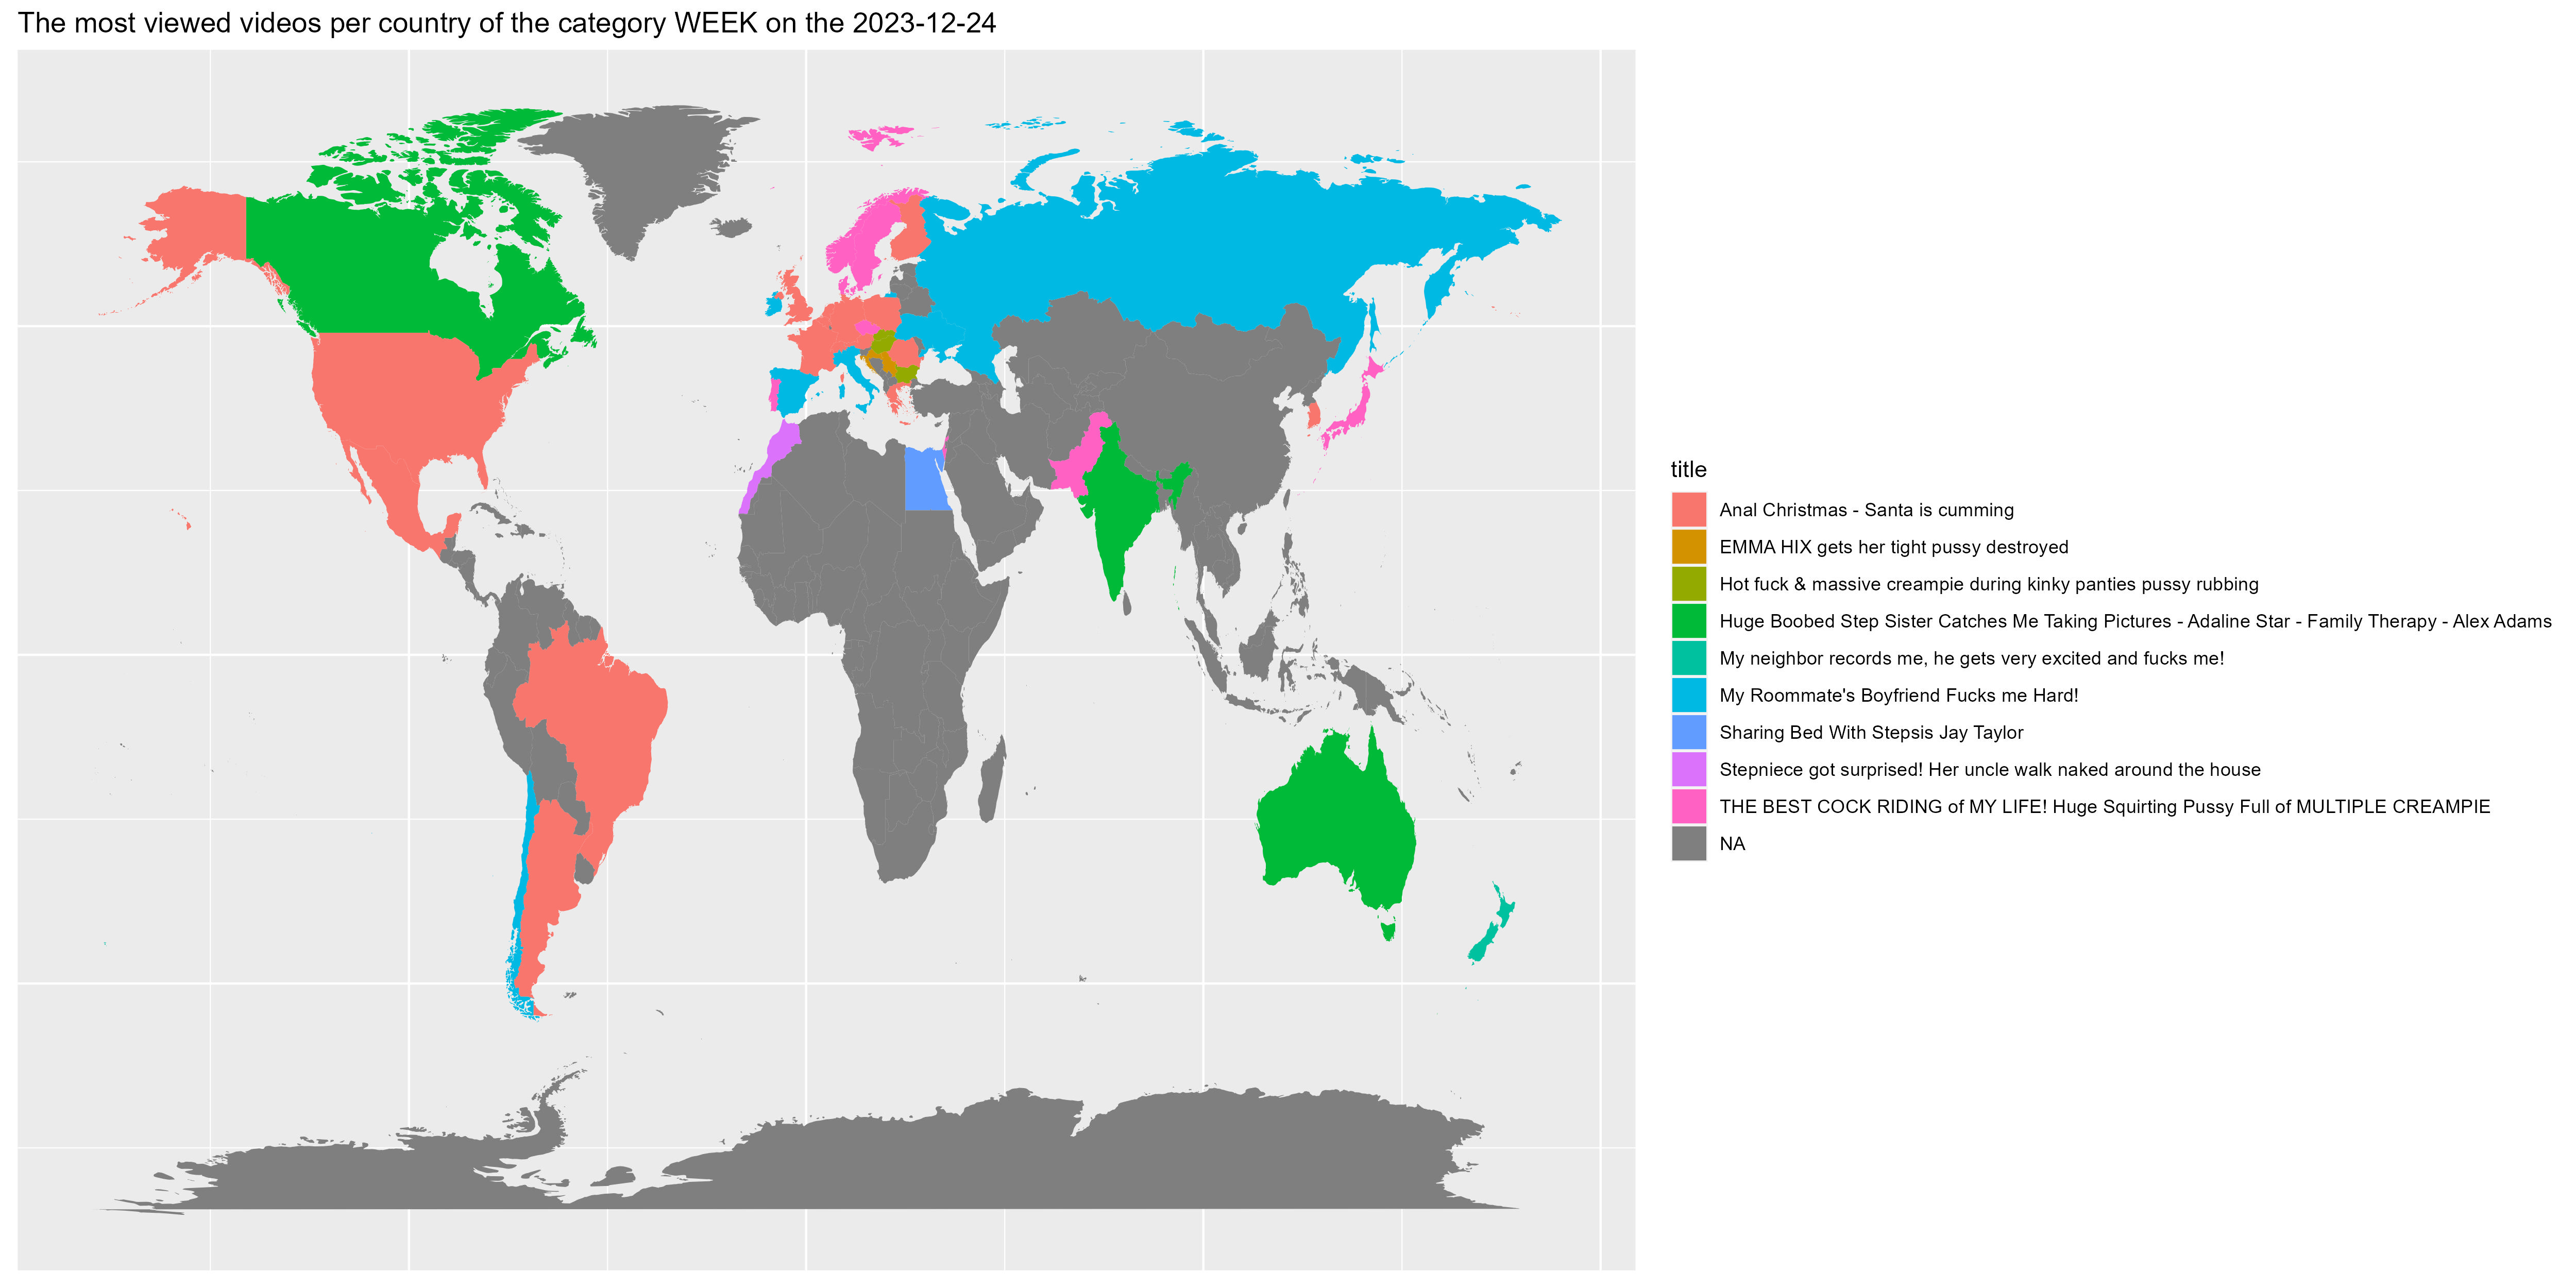 The most viewed videos per country of the category WEEK on the 2023-12-24
title
Anal Christmas - Santa is cumming
EMMA HIX gets her tight pussy destroyed
Hot fuck & massive creampie during kinky panties pussy rubbing
Huge Boobed Step Sister Catches Me Taking Pictures - Adaline Star - Family Therapy - Alex Adams
My neighbor records me, he gets very excited and fucks me!
My Roommate's Boyfriend Fucks me Hard!
Sharing Bed With Stepsis Jay Taylor
Stepniece got surprised! Her uncle walk naked around the house
THE BEST COCK RIDING of MY LIFE! Huge Squirting Pussy Full of MULTIPLE CREAMPIE
NA